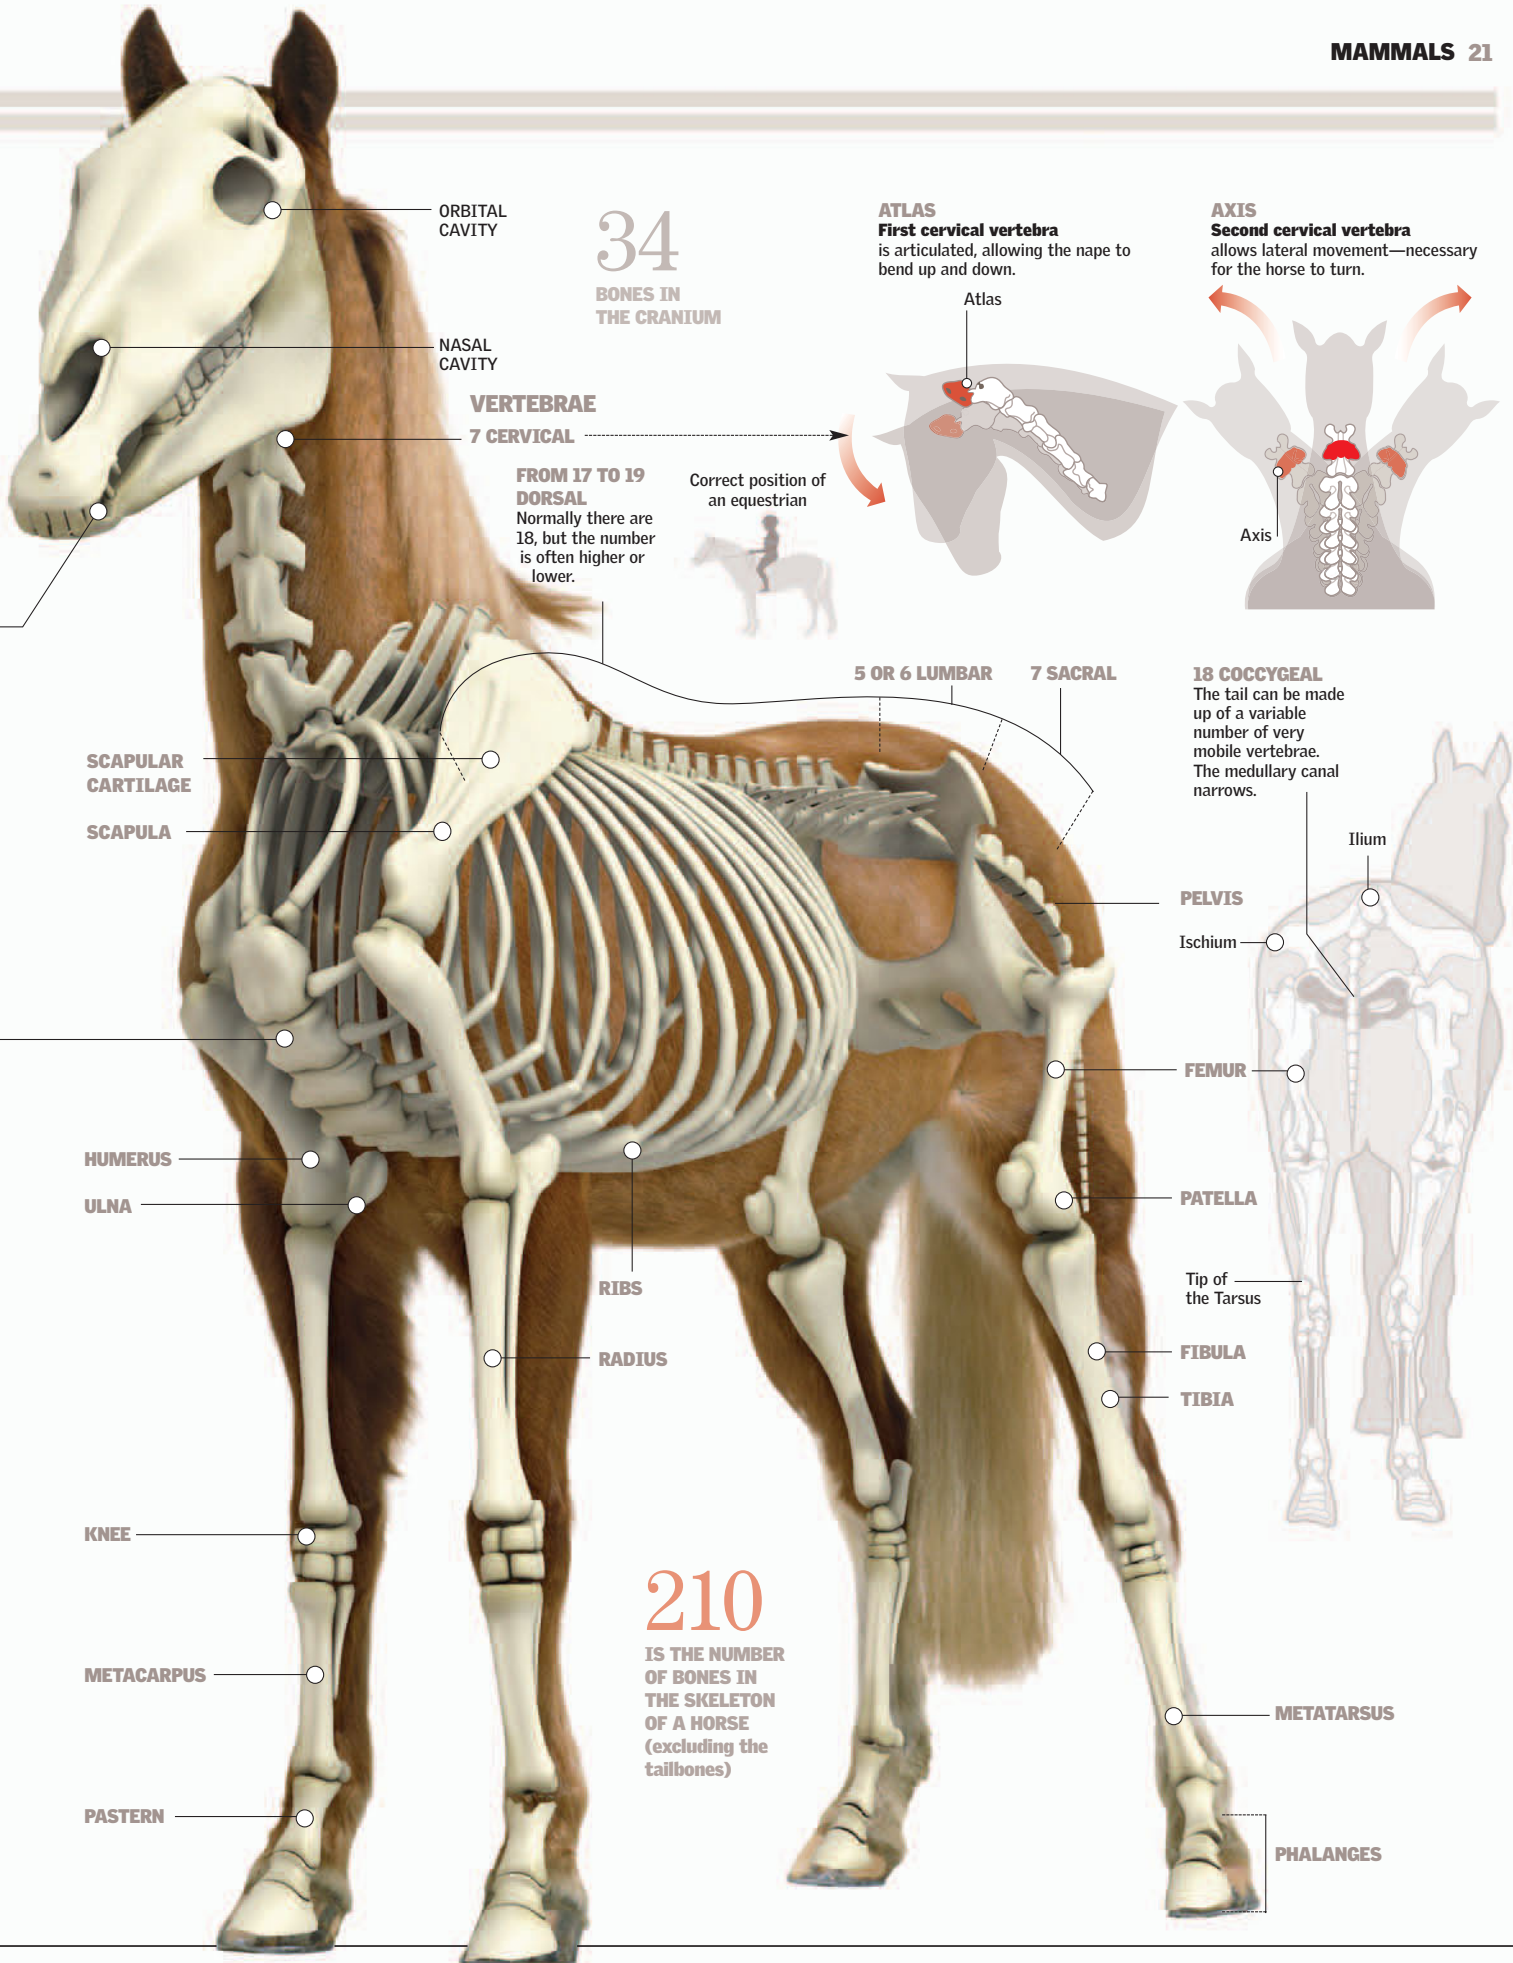 MAMMALS 21
ORBITAL
CAVITY
34
BONES IN
THE CRANIUM
ATLAS
First cervical vertebra
is articulated, allowing the nape to
bend up and down.
Atlas
AXIS
Second cervical vertebra
allows lateral movement—necessary
for the horse to turn.
Axis
NASAL
CAVITY
VERTEBRAE
7 CERVICAL
FROM 17 TO 19
DORSAL
Normally there are
18, but the number
is often higher or
lower.
Correct position of
an equestrian
5 OR 6 LUMBAR
7 SACRAL
18 COCCYGEAL
The tail can be made
up of a variable
number of very
mobile vertebrae.
The medullary canal
narrows.
SCAPULAR
CARTILAGE
SCAPULA
Ilium
PELVIS
Ischium
FEMUR
HUMERUS
ULNA
PATELLA
RIBS
Tip of
the Tarsus
RADIUS
FIBULA
TIBIA
KNEE
210
IS THE NUMBER
OF BONES IN
THE SKELETON
OF A HORSE
(excluding the
tailbones)
METACARPUS
METATARSUS
PASTERN
PHALANGES